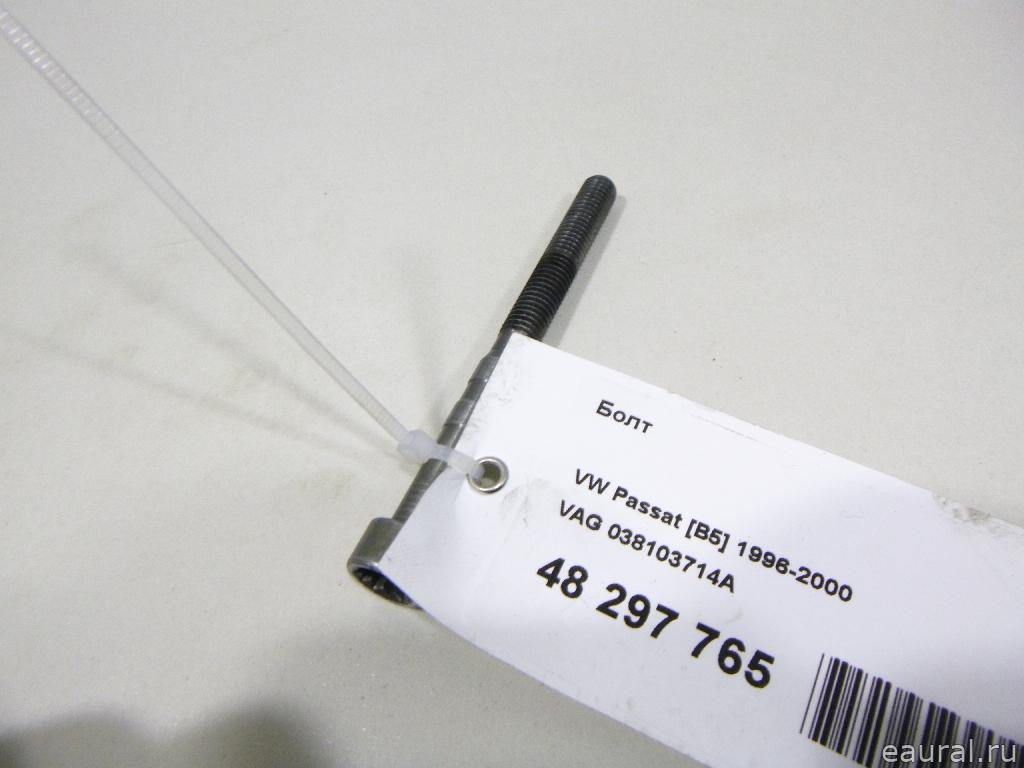 Болт
VW Passat [B5] 1996-2000
VAG 038103714A
48 297 765
eaural.ru